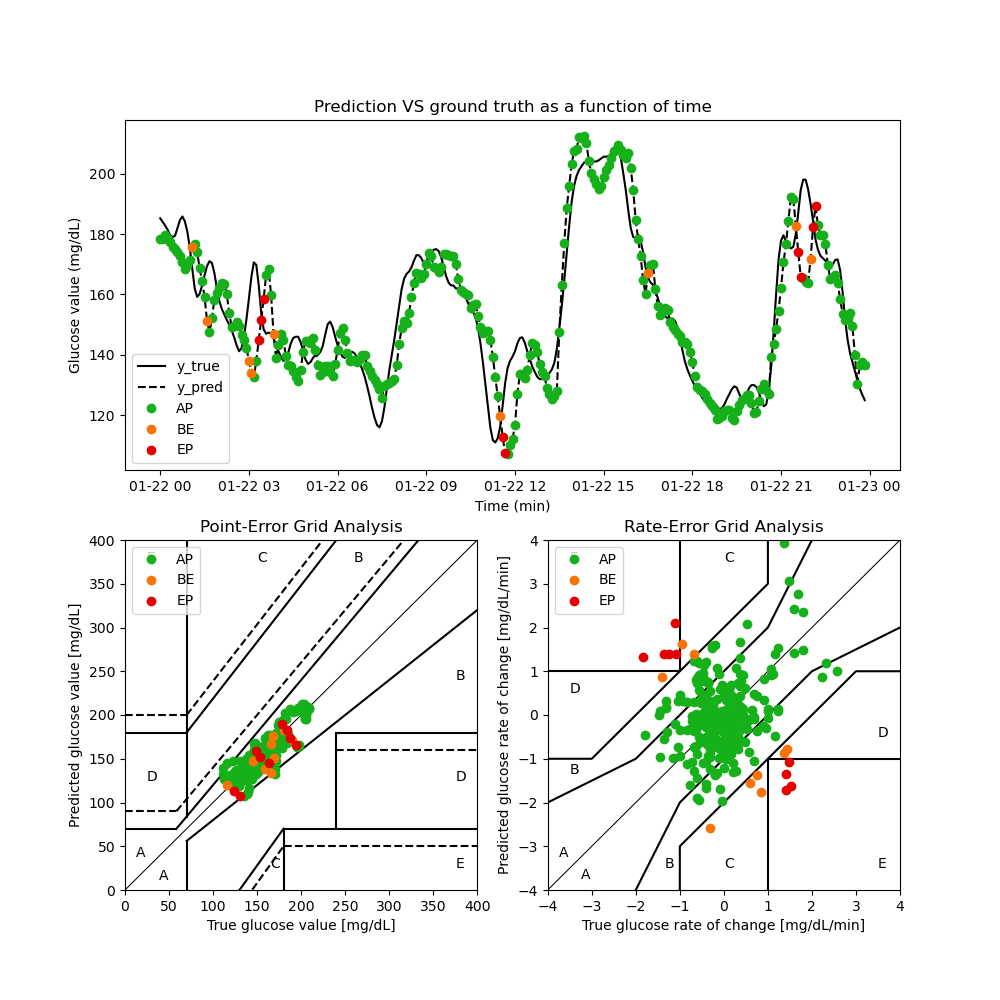 Prediction VS ground truth as a function of time
Glucose value (mg/dL)
200
180
160
140
120
y_true
y_pred
AP
BE
EP
01-22 00 01-22 03 01-22 06 01-22 09 01-22 12 01-22 15 01-22 18 01-22 21 01-23 00
Time (min)
Point-Error Grid Analysis
Predicted glucose value [mg/dL]
400
350
300
250
200
150
100
50
0
AP
BE
EP
C
B
B
D
D
A
A
C
E
0 50 100 150 200 250 300 350 400
True glucose value [mg/dL]
Rate-Error Grid Analysis
Predicted glucose rate of change [mg/dL/min]
4
3
2
1
0
−1
−2
−3
−4
AP
BE
EP
C
D
D
B
A
A
B
C
E
−4 −3 −2 −1 0 1 2 3 4
True glucose rate of change [mg/dL/min]